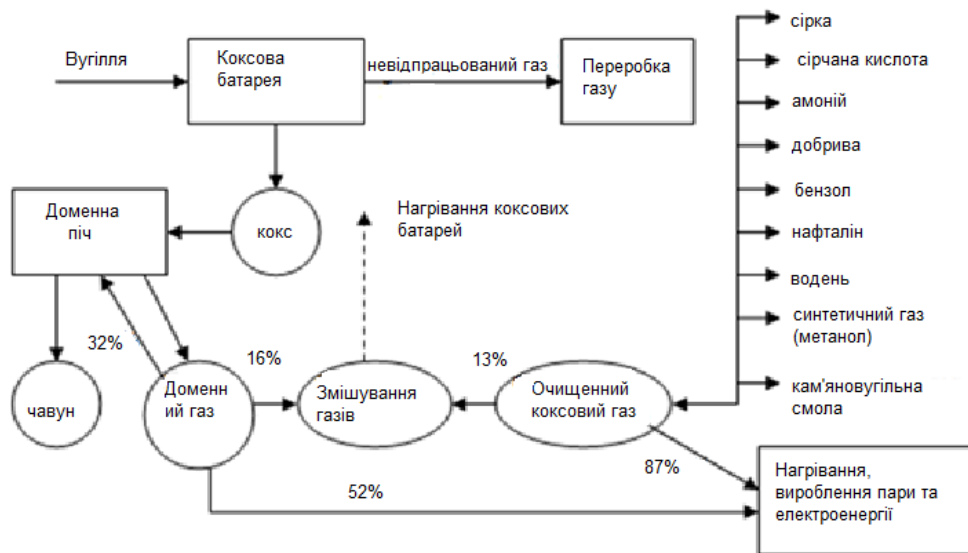 Вугілля
Коксова
батарея
невідпрацьований газ
Переробка
газу
сірка
сірчана кислота
амоній
добрива
бензол
нафталін
водень
синтетичний газ
(метанол)
кам'яновугільна
смола
Доменна
піч
кокс
Нагрівання коксових
батарей
32%
16%
13%
чавун
Доменн
ий газ
Змішування
газів
Очищенний
коксовий газ
87%
52%
Нагрівання,
вироблення пари та
електроенергії